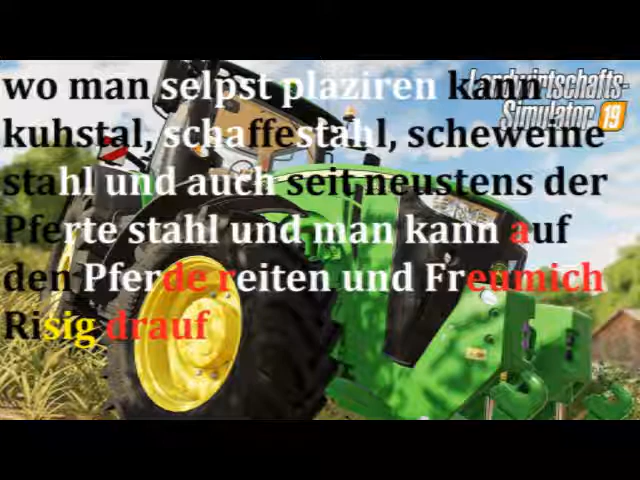 wo man selpst plaziren kann
Landwirtschafts-
Simulator 19
kuhstal, schaffestahl, scheweine
stahl und auch seit neustens der
Pferte stahl und man kann auf
den Pferde reiten und Freumich
Risig drauf